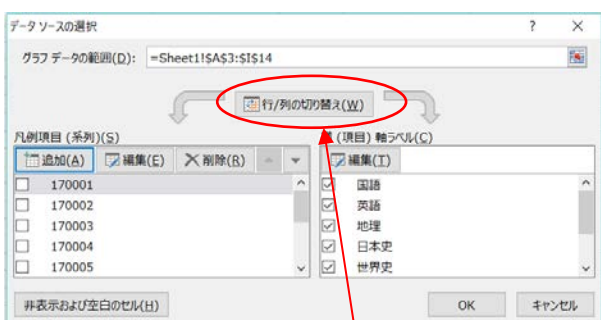 データ ソースの選択 ? ×
グラフ データの範囲(D): =Sheet1!$A$3:$I$14
行/列の切り替え(W)
凡例項目 (系列)(S) (項目) 軸ラベル(C)
追加(A) 編集(E) 削除(R) 編集(T)
170001 国語
170002 英語
170003 地理
170004 日本史
170005 世界史
非表示および空白のセル(H) OK キャンセル